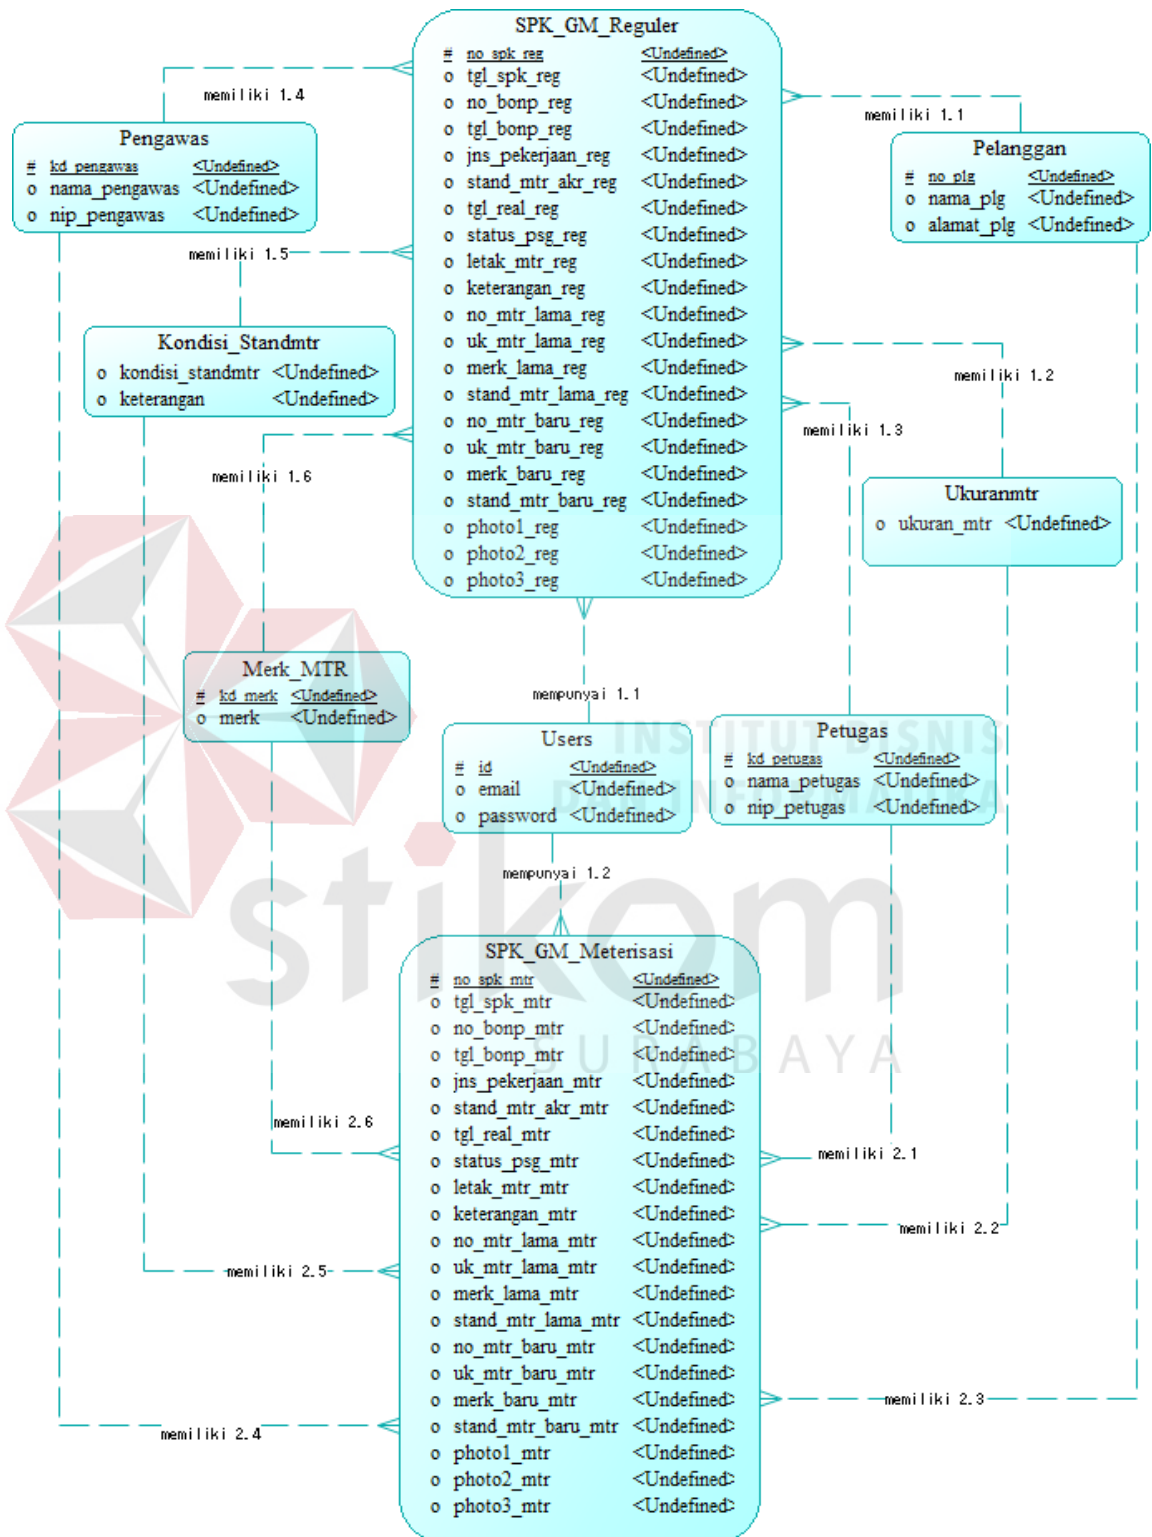 SPK_GM_Reguler
# no_spk_reg <Undefined>
o tgl_spk_reg <Undefined>
o no_bonp_reg <Undefined>
o tgl_bonp_reg <Undefined>
o jns_pekerjaan_reg <Undefined>
o stand_mtr_akr_reg <Undefined>
o tgl_real_reg <Undefined>
o status_psg_reg <Undefined>
o letak_mtr_reg <Undefined>
o keterangan_reg <Undefined>
o no_mtr_lama_reg <Undefined>
o uk_mtr_lama_reg <Undefined>
o merk_lama_reg <Undefined>
o stand_mtr_lama_reg <Undefined>
o no_mtr_baru_reg <Undefined>
o uk_mtr_baru_reg <Undefined>
o merk_baru_reg <Undefined>
o stand_mtr_baru_reg <Undefined>
o photo1_reg <Undefined>
o photo2_reg <Undefined>
o photo3_reg <Undefined>
memiliki 1.4
memiliki 1.1
Pengawas
# kd_pengawas <Undefined>
o nama_pengawas <Undefined>
o nip_pengawas <Undefined>
Pelanggan
# no_plg <Undefined>
o nama_plg <Undefined>
o alamat_plg <Undefined>
memiliki 1.5
Kondisi_Standmtr
o kondisi_standmtr <Undefined>
o keterangan <Undefined>
memiliki 1.2
memiliki 1.3
memiliki 1.6
Ukuranmtr
o ukuran_mtr <Undefined>
Merk_MTR
# kd_merk <Undefined>
o merk <Undefined>
mempunyai 1.1
Users
# id <Undefined>
o email <Undefined>
o password <Undefined>
Petugas
# kd_petugas <Undefined>
o nama_petugas <Undefined>
o nip_petugas <Undefined>
INSTITUT BISNIS
DAN INFORMATIKA
stikom
SURABAYA
mempunyai 1.2
SPK_GM_Meterisasi
# no_spk_mtr <Undefined>
o tgl_spk_mtr <Undefined>
o no_bonp_mtr <Undefined>
o tgl_bonp_mtr <Undefined>
o jns_pekerjaan_mtr <Undefined>
o stand_mtr_akr_mtr <Undefined>
o tgl_real_mtr <Undefined>
o status_psg_mtr <Undefined>
o letak_mtr_mtr <Undefined>
o keterangan_mtr <Undefined>
o no_mtr_lama_mtr <Undefined>
o uk_mtr_lama_mtr <Undefined>
o merk_lama_mtr <Undefined>
o stand_mtr_lama_mtr <Undefined>
o no_mtr_baru_mtr <Undefined>
o uk_mtr_baru_mtr <Undefined>
o merk_baru_mtr <Undefined>
o stand_mtr_baru_mtr <Undefined>
o photo1_mtr <Undefined>
o photo2_mtr <Undefined>
o photo3_mtr <Undefined>
memiliki 2.6
memiliki 2.1
memiliki 2.2
memiliki 2.5
memiliki 2.3
memiliki 2.4